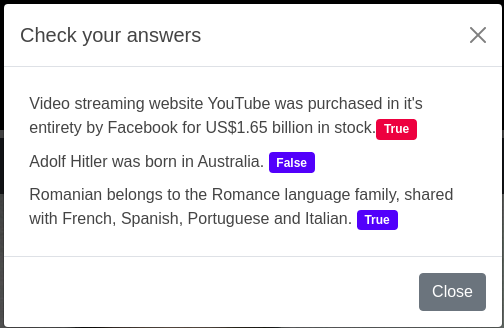 Check your answers
Video streaming website YouTube was purchased in it's
entirety by Facebook for US$1.65 billion in stock. True
Adolf Hitler was born in Australia. False
Romanian belongs to the Romance language family, shared
with French, Spanish, Portuguese and Italian. True
Close